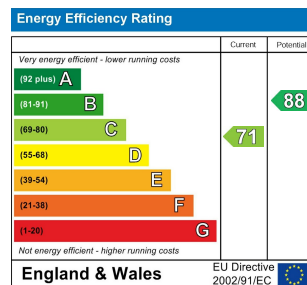 Energy Efficiency Rating
Current Potential
Very energy efficient - lower running costs
(92 plus) A
(81-91) B
88
(69-80) C
71
(55-68) D
(39-54) E
(21-38) F
(1-20) G
Not energy efficient - higher running costs
England & Wales
EU Directive
2002/91/EC